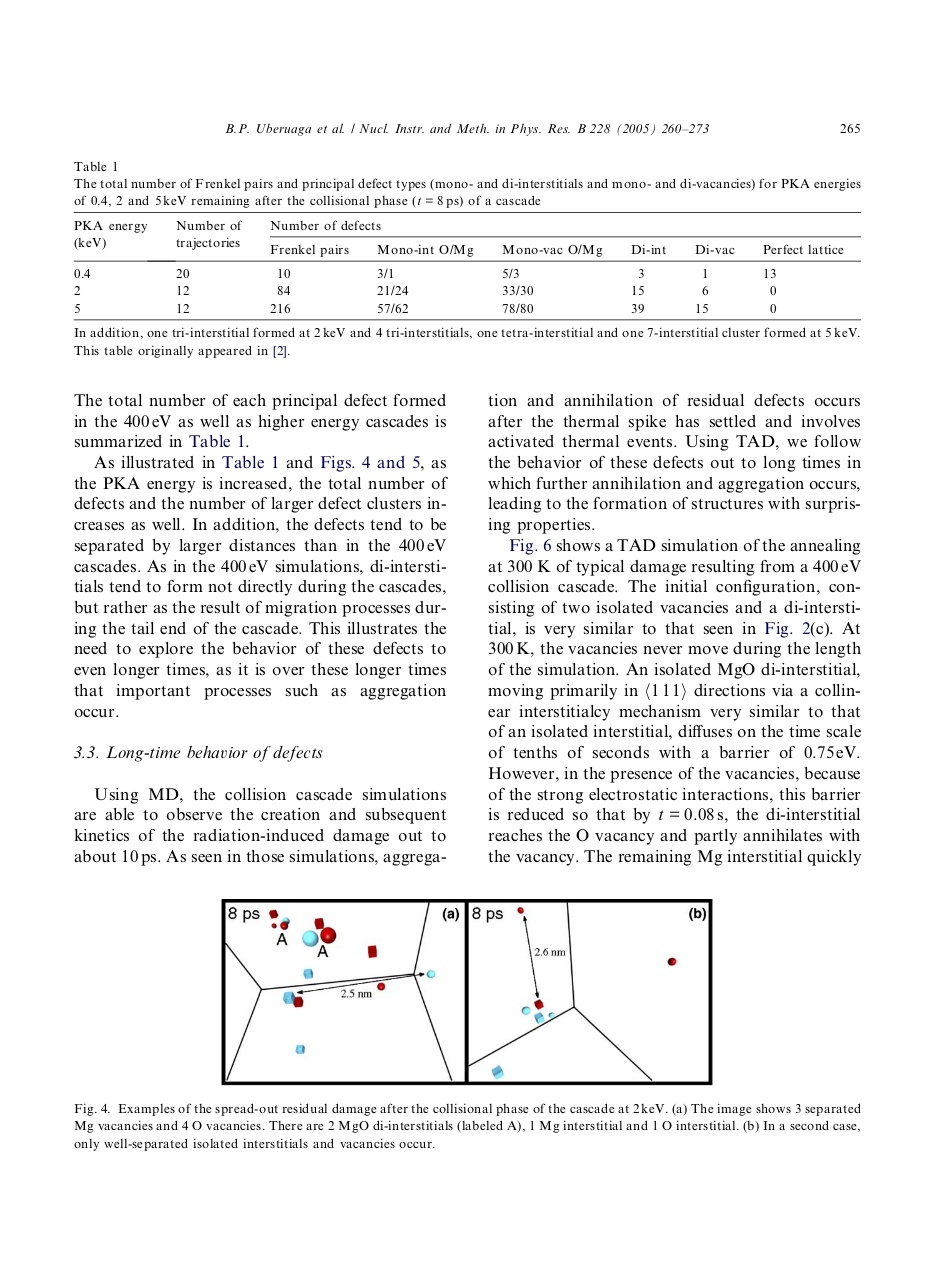 B.P. Uberuaga et al. / Nucl. Instr. and Meth. in Phys. Res. B 228 (2005) 260–273 265
Table 1
The total number of Frenkel pairs and principal defect types (mono- and di-interstitials and mono- and di-vacancies) for PKA energies
of 0.4, 2 and 5 keV remaining after the collisional phase (t = 8 ps) of a cascade
PKA energy Number of Number of defects
(keV) trajectories
Frenkel pairs Mono-int O/Mg Mono-vac O/Mg Di-int Di-vac Perfect lattice
0.4 20 10 3/1 5/3 3 1 13
2 12 84 21/24 33/30 15 6 0
5 12 216 57/62 78/80 39 15 0
In addition, one tri-interstitial formed at 2 keV and 4 tri-interstitials, one tetra-interstitial and one 7-interstitial cluster formed at 5 keV.
This table originally appeared in [2].
The total number of each principal defect formed
in the 400 eV as well as higher energy cascades is
summarized in Table 1.
As illustrated in Table 1 and Figs. 4 and 5, as
the PKA energy is increased, the total number of
defects and the number of larger defect clusters in-
creases as well. In addition, the defects tend to be
separated by larger distances than in the 400 eV
cascades. As in the 400 eV simulations, di-intersti-
tials tend to form not directly during the cascades,
but rather as the result of migration processes dur-
ing the tail end of the cascade. This illustrates the
need to explore the behavior of these defects to
even longer times, as it is over these longer times
that important processes such as aggregation
occur.
3.3. Long-time behavior of defects
Using MD, the collision cascade simulations
are able to observe the creation and subsequent
kinetics of the radiation-induced damage out to
about 10 ps. As seen in those simulations, aggrega-
tion and annihilation of residual defects occurs
after the thermal spike has settled and involves
activated thermal events. Using TAD, we follow
the behavior of these defects out to long times in
which further annihilation and aggregation occurs,
leading to the formation of structures with surpris-
ing properties.
Fig. 6 shows a TAD simulation of the annealing
at 300 K of typical damage resulting from a 400 eV
collision cascade. The initial configuration, con-
sisting of two isolated vacancies and a di-intersti-
tial, is very similar to that seen in Fig. 2(c). At
300 K, the vacancies never move during the length
of the simulation. An isolated MgO di-interstitial,
moving primarily in ⟨1 1 1⟩ directions via a collin-
ear interstitialcy mechanism very similar to that
of an isolated interstitial, diffuses on the time scale
of tenths of seconds with a barrier of 0.75 eV.
However, in the presence of the vacancies, because
of the strong electrostatic interactions, this barrier
is reduced so that by t = 0.08 s, the di-interstitial
reaches the O vacancy and partly annihilates with
the vacancy. The remaining Mg interstitial quickly
8 ps (a)
A
A
2.5 nm
8 ps (b)
2.6 nm
Fig. 4. Examples of the spread-out residual damage after the collisional phase of the cascade at 2 keV. (a) The image shows 3 separated
Mg vacancies and 4 O vacancies. There are 2 MgO di-interstitials (labeled A), 1 Mg interstitial and 1 O interstitial. (b) In a second case,
only well-separated isolated interstitials and vacancies occur.